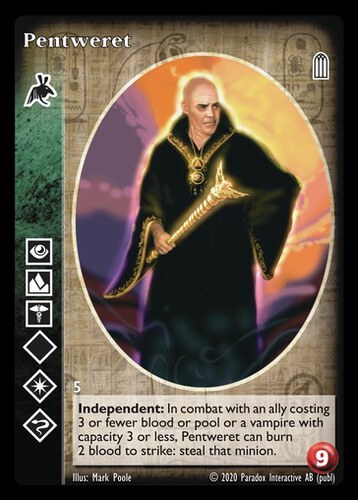 Pentweret
5
Independent: In combat with an ally costing
3 or fewer blood or pool or a vampire with
capacity 3 or less, Pentweret can burn
2 blood to strike: steal that minion.
9
Illus: Mark Poole
© 2020 Paradox Interactive AB (publ)